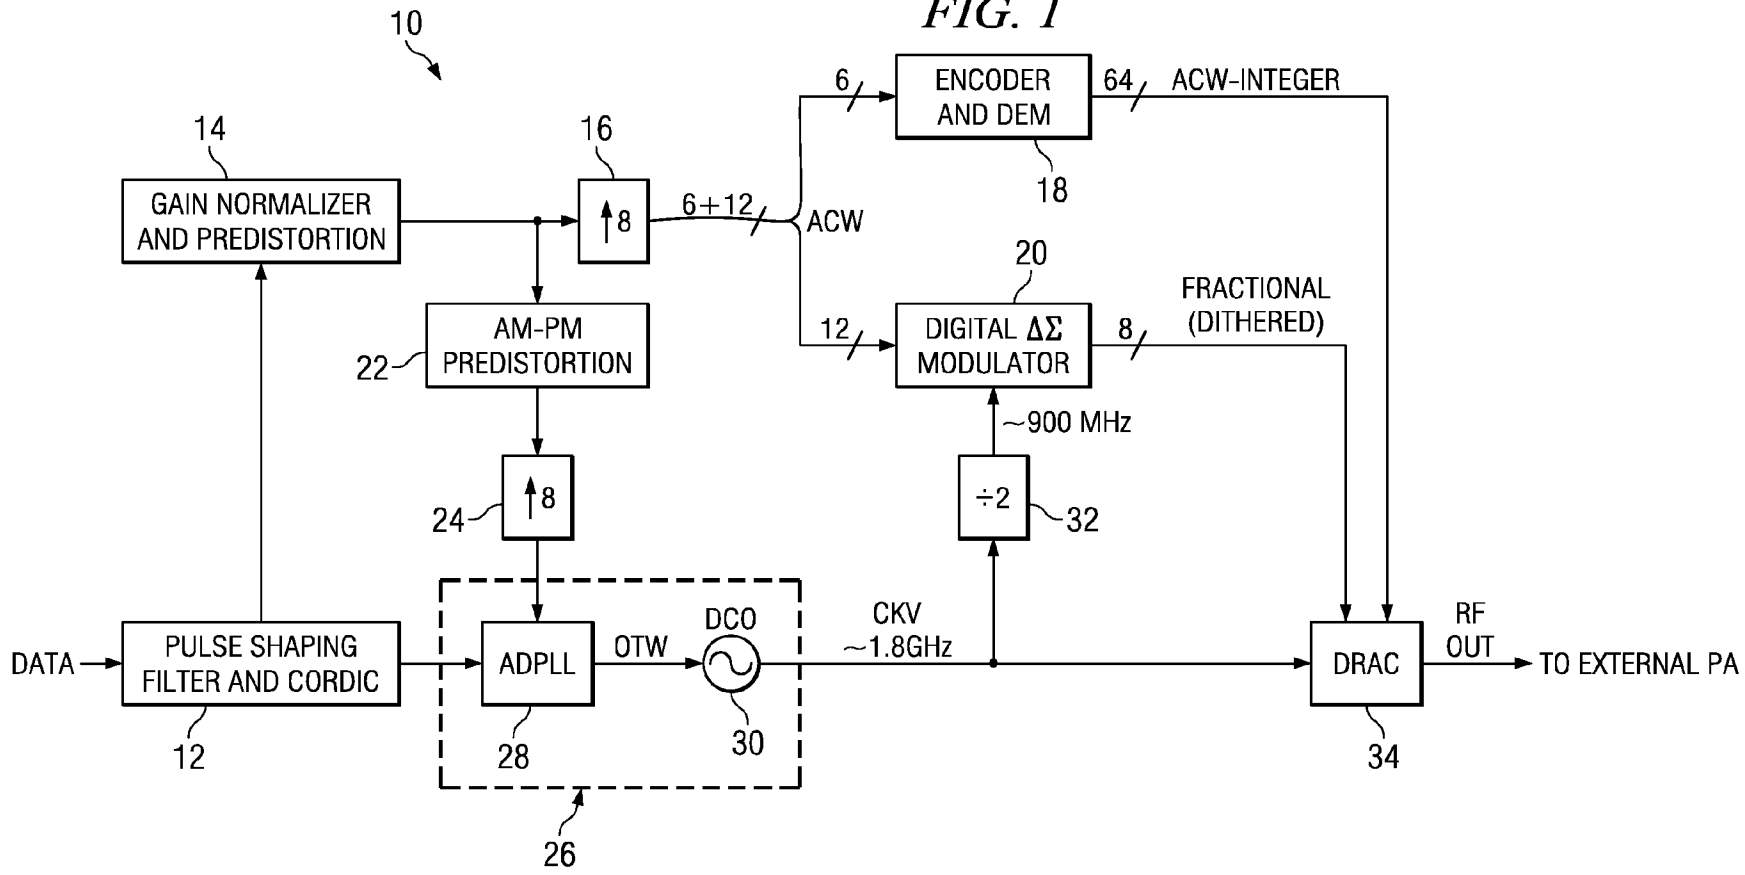 FIG. 1
10
6
ENCODER
AND DEM
64
ACW-INTEGER
18
14
16
GAIN NORMALIZER
AND PREDISTORTION
↑8
6+12
ACW
20
FRACTIONAL
(DITHERED)
12
DIGITAL ΔΣ
MODULATOR
8
AM-PM
PREDISTORTION
22
~900 MHz
24
↑8
÷2
32
DATA
PULSE SHAPING
FILTER AND CORDIC
12
ADPLL
28
OTW
DCO
30
CKV
~1.8GHz
DRAC
34
RF
OUT
TO EXTERNAL PA
26